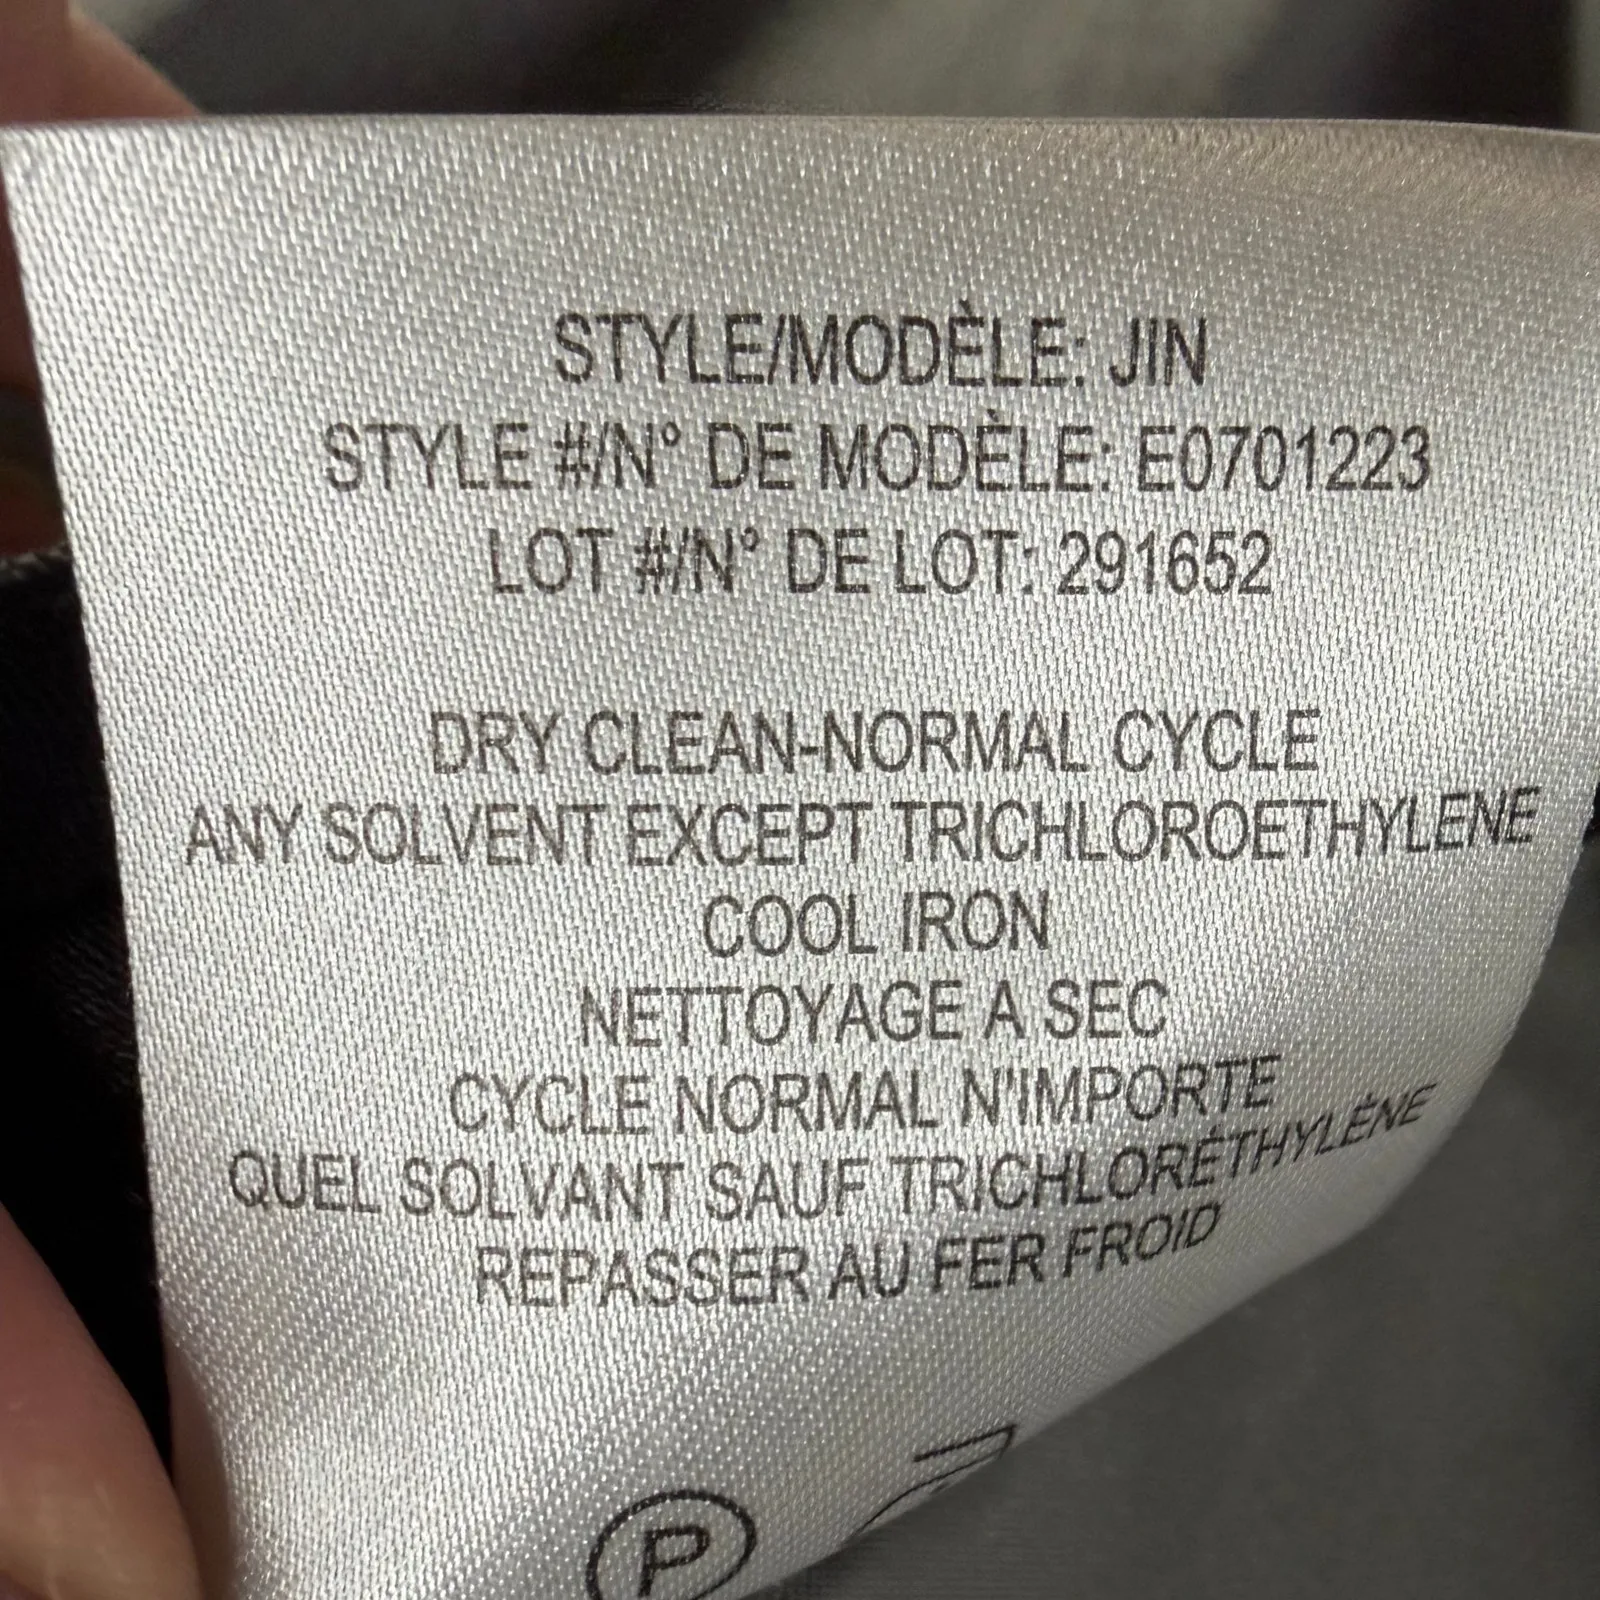 STYLE/MODÈLE: JIN
STYLE #/N° DE MODÈLE: E0701223
LOT #/N° DE LOT: 291652
DRY CLEAN-NORMAL CYCLE
ANY SOLVENT EXCEPT TRICHLOROETHYLENE
COOL IRON
NETTOYAGE A SEC
CYCLE NORMAL N'IMPORTE
QUEL SOLVANT SAUF TRICHLORÉTHYLÈNE
REPASSER AU FER FROID
P